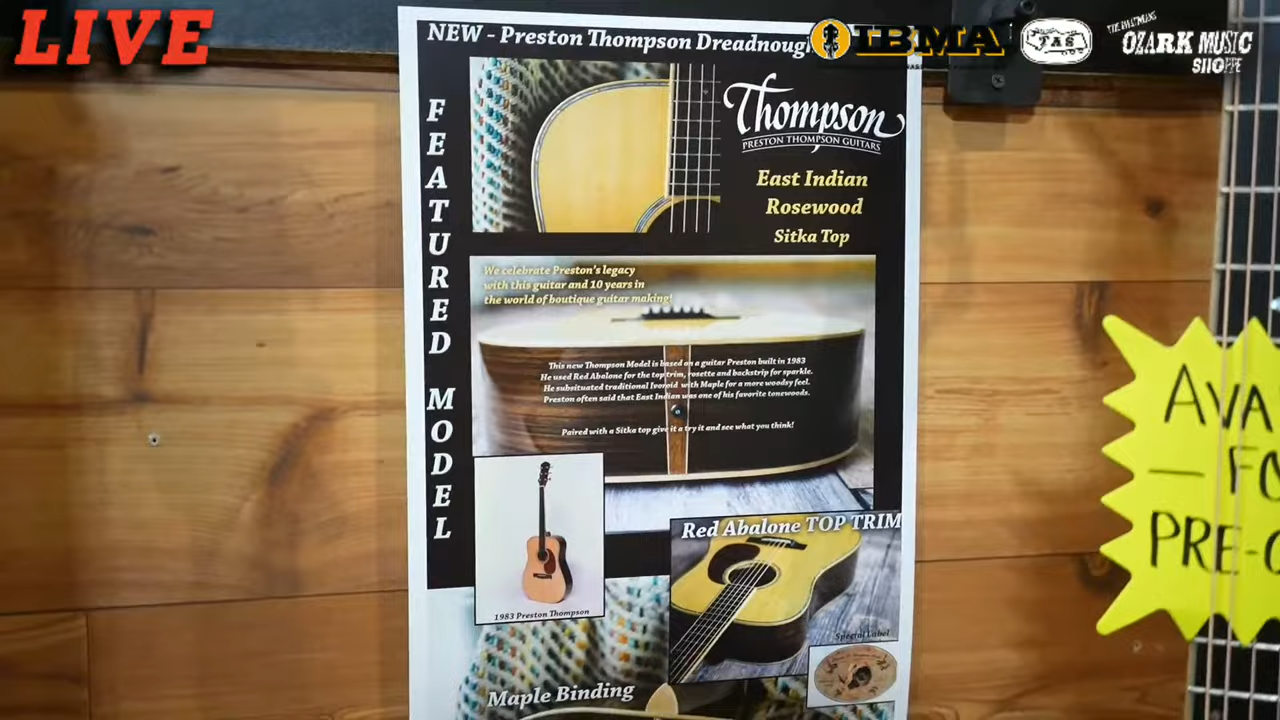 LIVE
NEW - Preston Thompson Dreadnough
IBMA
TAS
OZARK MUSIC
SHOPPE
FEATURED MODEL
Thompson
PRESTON THOMPSON GUITARS
East Indian
Rosewood
Sitka Top
We celebrate Preston's legacy
with this guitar and 10 years in
the world of boutique guitar making!
This new Thompson Model is based on a guitar Preston built in 1983
He used Red Abalone for the top trim, rosette and backstrip for sparkle.
He subsituated traditional Ivoroid with Maple for a more woodsy feel.
Preston often said that East Indian was one of his favorite tonewoods.
Paired with a Sitka top give it a try it and see what you think!
1983 Preston Thompson
Red Abalone TOP TRIM
Special Label
Maple Binding
AVA
— FO
PRE-O